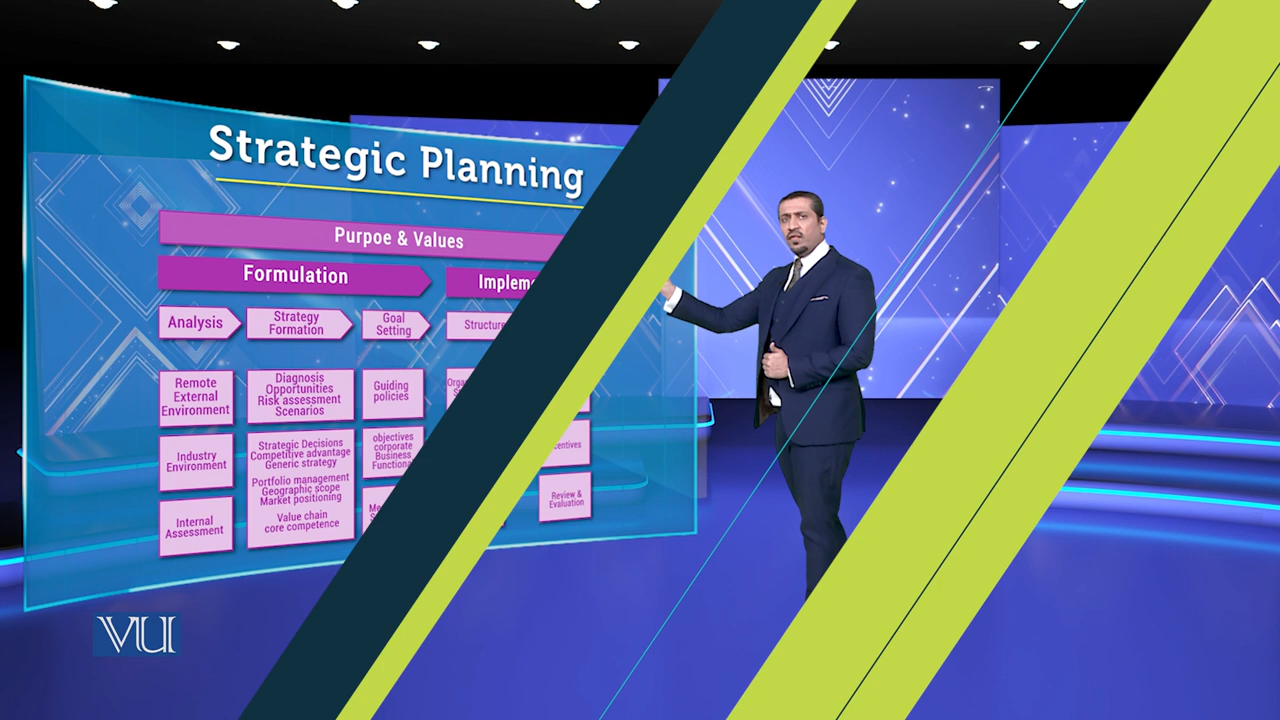 Strategic Planning
Purpoe & Values
Formulation
Implem
Analysis
Strategy
Formation
Goal
Setting
Structure
Remote
External
Environment
Diagnosis
Opportunities
Risk assessment
Scenarios
Guiding
policies
Industry
Environment
Strategic Decisions
Competitive advantage
Generic strategy
Portfolio management
Geographic scope
Market positioning
Value chain
core competence
objectives
corporate
Business
Functiona
centives
Internal
Assessment
Review &
Evaluation
VU